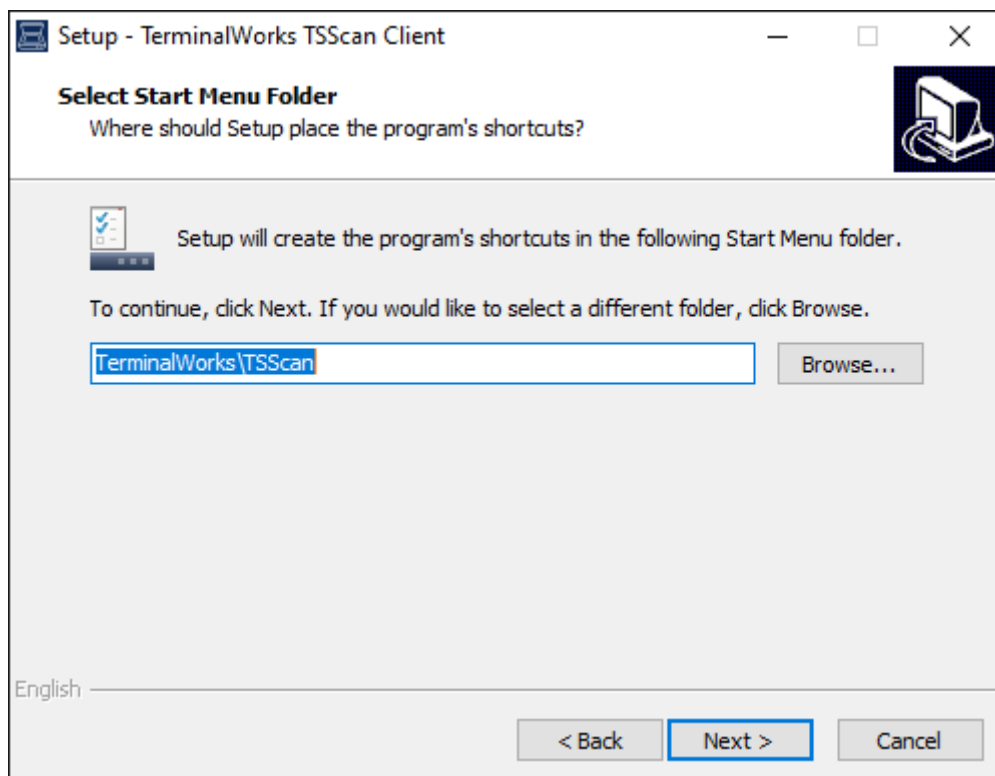 Setup - TerminalWorks TSScan Client
Select Start Menu Folder
Where should Setup place the program's shortcuts?
Setup will create the program's shortcuts in the following Start Menu folder.
To continue, click Next. If you would like to select a different folder, click Browse.
TerminalWorks\TSScan
Browse...
English
< Back
Next >
Cancel